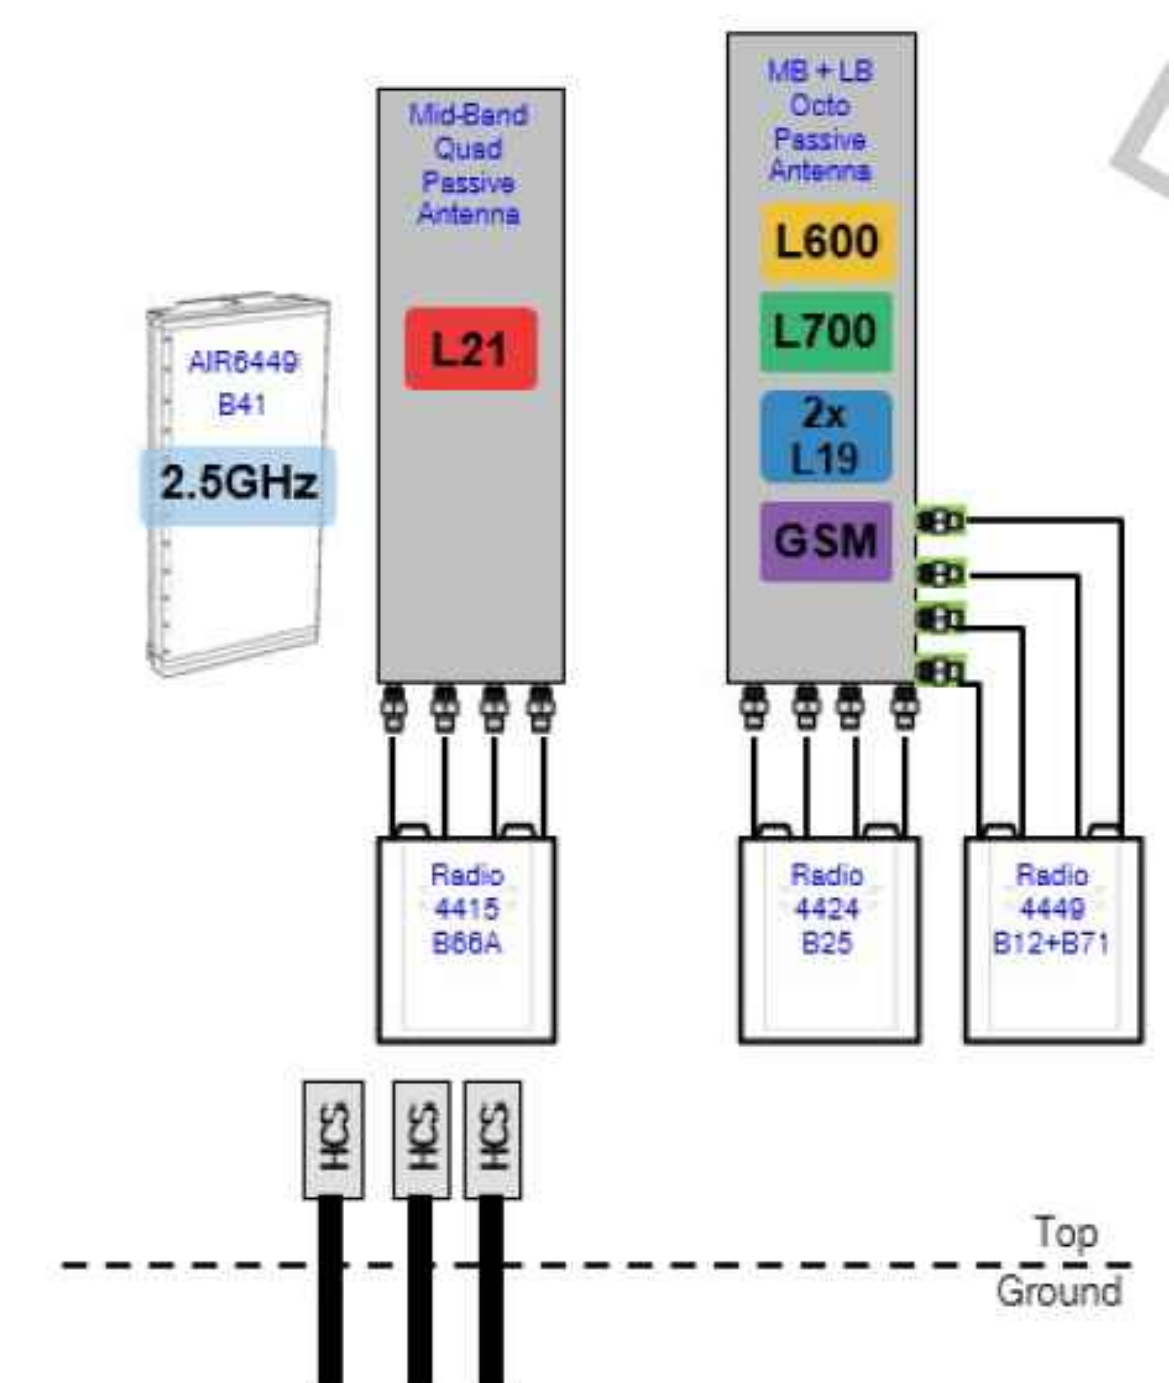 MB + LB
Octo
Passive
Antenna
Mid-Band
Quad
Passive
Antenna
L600
L21
L700
AIR6449
B41
2x
L19
2.5GHz
GSM
Radio
4415
B66A
Radio
4424
B25
Radio
4449
B12+B71
HCS
HCS
HCS
Top
Ground